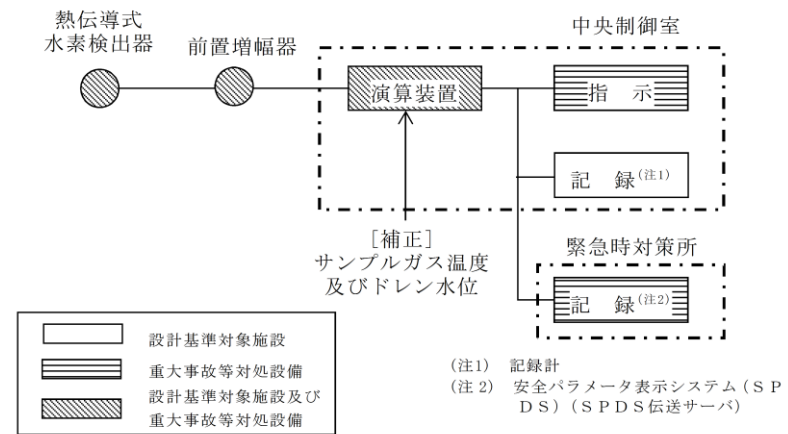 熱伝導式
水素検出器
前置増幅器
中央制御室
演算装置
指 示
記 録(注1)
[補正]
サンプルガス温度
及びドレン水位
緊急時対策所
記 録(注2)
設計基準対象施設
重大事故等対処設備
設計基準対象施設及び
重大事故等対処設備
(注1) 記録計
(注2) 安全パラメータ表示システム(SP
DS)(SPDS伝送サーバ)